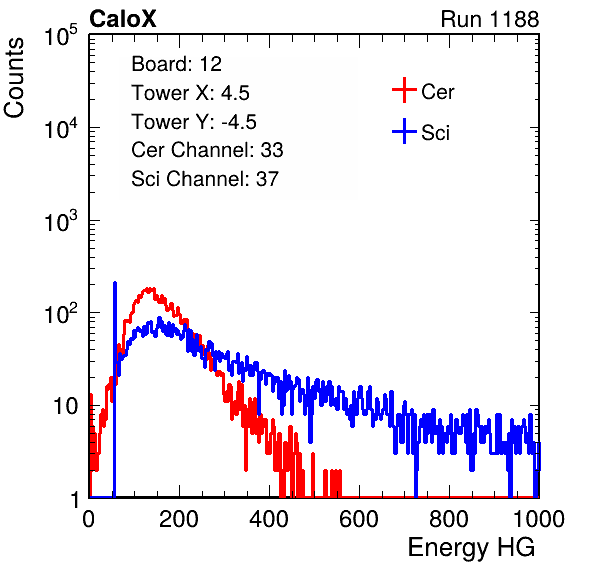 CaloX Run 1188
Counts
Board: 12
Tower X: 4.5
Tower Y: -4.5
Cer Channel: 33
Sci Channel: 37
Cer
Sci
10^5
10^4
10^3
10^2
10
1
0 200 400 600 800 1000
Energy HG